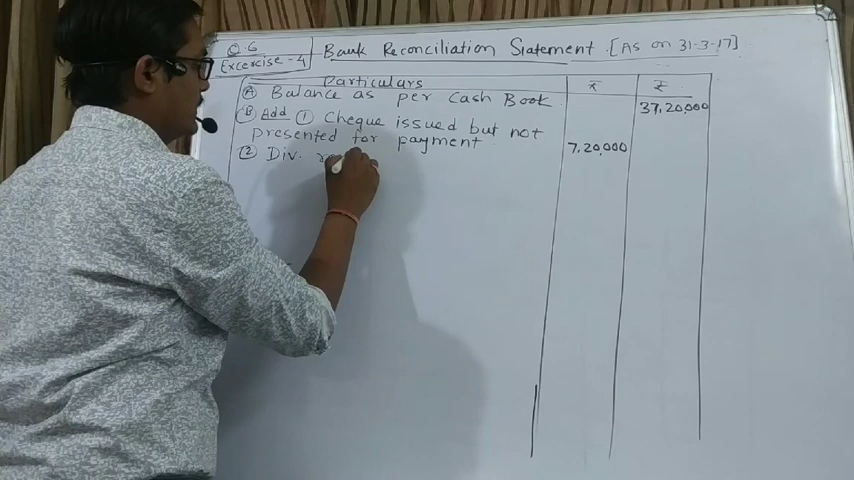 Q.6
Excercise-4
Bank Reconciliation Statement [As on 31-3-17]
Particulars ₹ ₹
(A) Balance as per Cash Book 37,20,000
(B) Add (1) Cheque issued but not
presented for payment. 7,20,000
(2) Div.